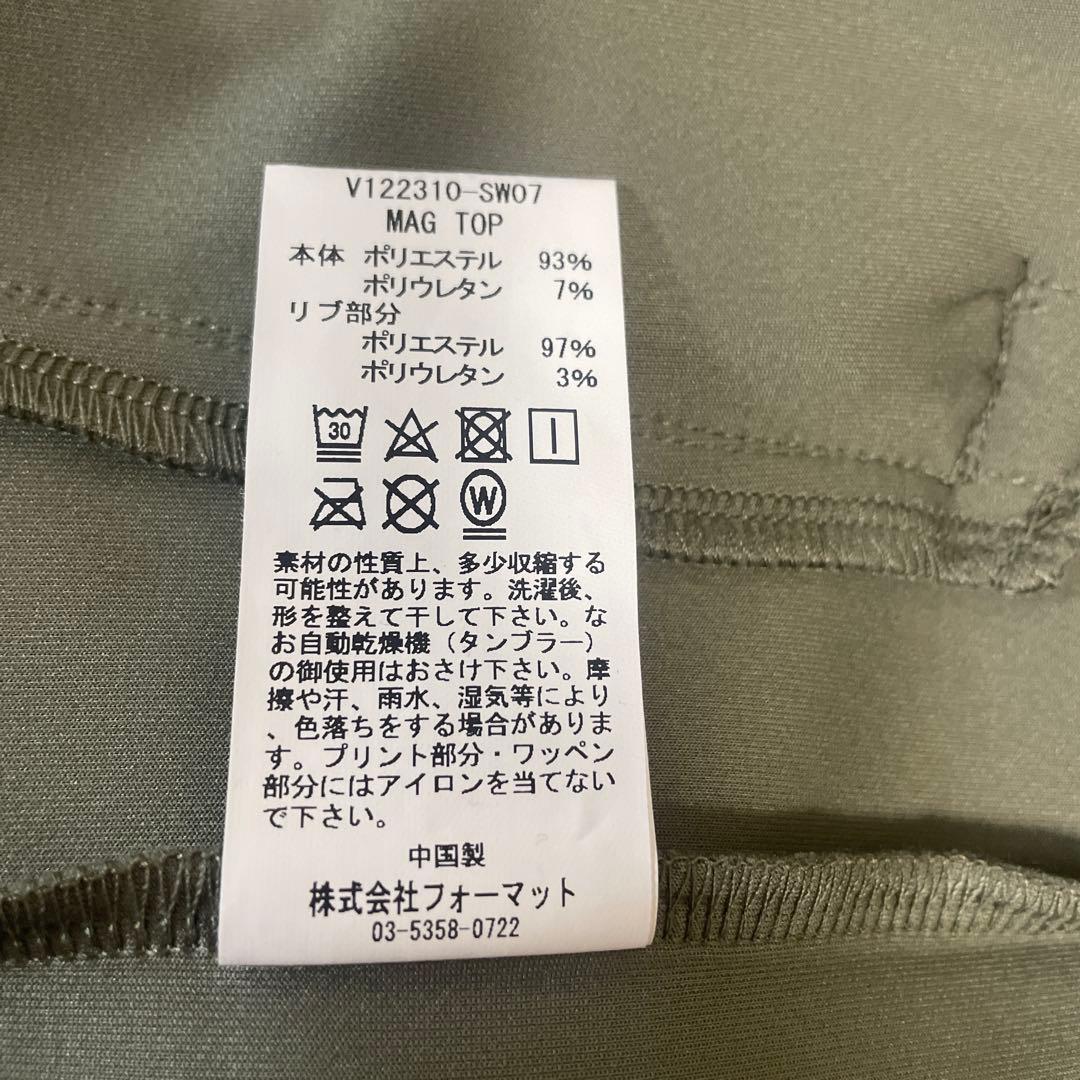 V122310-SW07
MAG TOP
本体 ポリエステル 93%
ポリウレタン 7%
リブ部分
ポリエステル 97%
ポリウレタン 3%
30
W
素材の性質上、多少収縮する
可能性があります。洗濯後、
形を整えて干して下さい。な
お自動乾燥機（タンブラー）
の御使用はおさけ下さい。摩
擦や汗、雨水、湿気等により
、色落ちをする場合がありま
す。プリント部分・ワッペン
部分にはアイロンを当てない
で下さい。
中国製
株式会社フォーマット
03-5358-0722